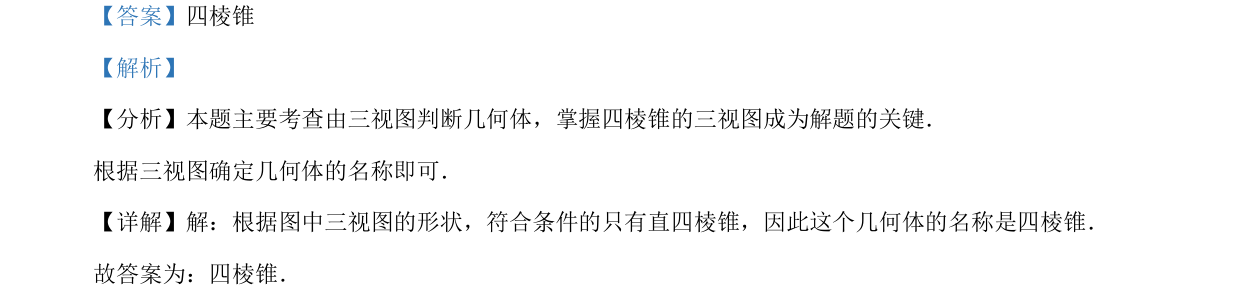 【答案】四棱锥
【解析】
【分析】本题主要考查由三视图判断几何体，掌握四棱锥的三视图成为解题的关键．
根据三视图确定几何体的名称即可．
【详解】解：根据图中三视图的形状，符合条件的只有直四棱锥，因此这个几何体的名称是四棱锥．
故答案为：四棱锥．